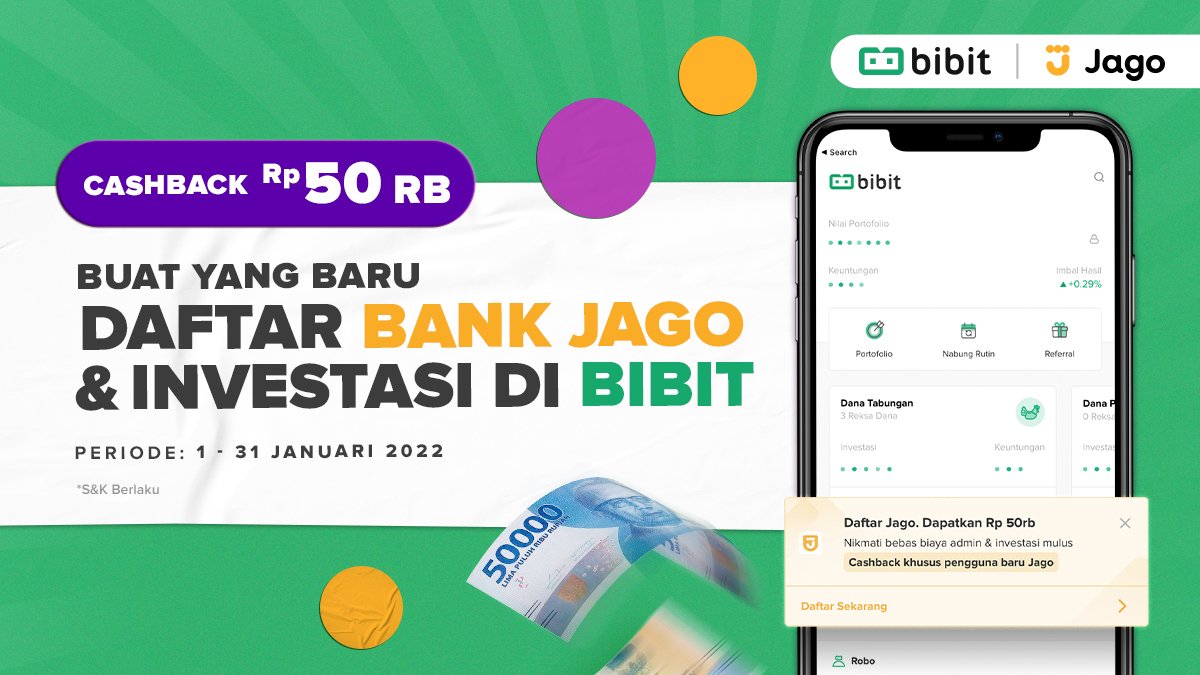 bibit | Jago
CASHBACK Rp 50 RB
BUAT YANG BARU
DAFTAR BANK JAGO
& INVESTASI DI BIBIT
PERIODE: 1 - 31 JANUARI 2022
*S&K Berlaku
50000
LIMA PULUH RIBU RUPIAH
Search
bibit
Nilai Portofolio
Keuntungan Imbal Hasil
+0.29%
Portofolio Nabung Rutin Referral
Dana Tabungan
3 Reksa Dana
Investasi Keuntungan
Dana P
0 Reksa
Investas
Daftar Jago. Dapatkan Rp 50rb
Nikmati bebas biaya admin & investasi mulus
Cashback khusus pengguna baru Jago
Daftar Sekarang
Robo